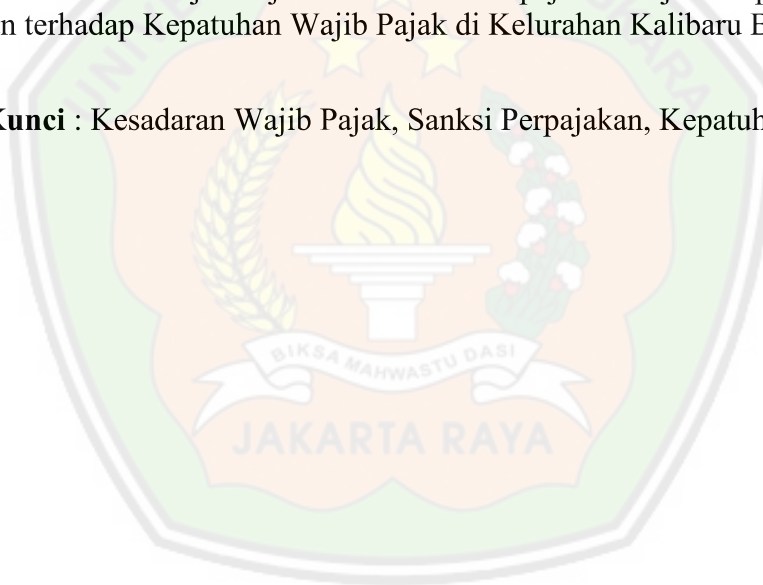 n terhadap Kepatuhan Wajib Pajak di Kelurahan Kalibaru B
Kunci : Kesadaran Wajib Pajak, Sanksi Perpajakan, Kepatuh
BIKSA MAHWASTU DASI
JAKARTA RAYA